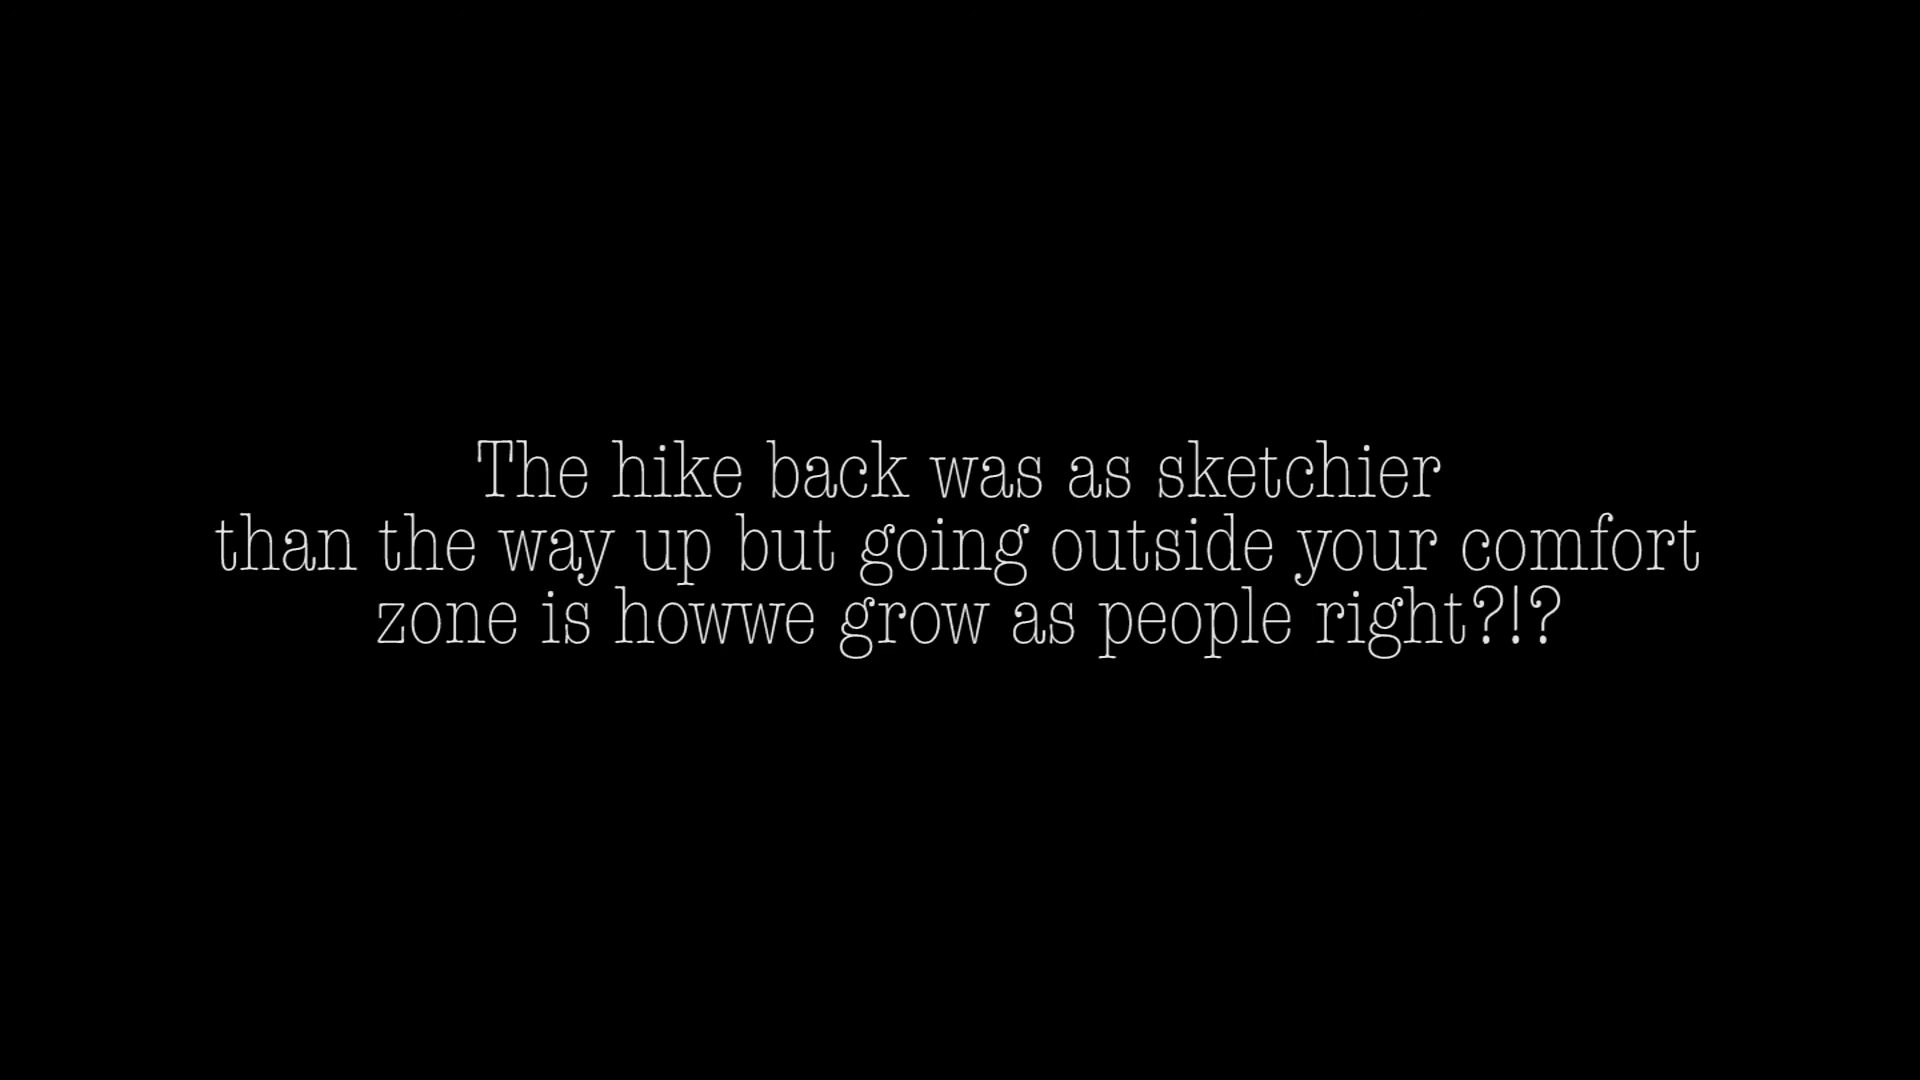 The hike back was as sketchier
than the way up but going outside your comfort
zone is howwe grow as people right?!?